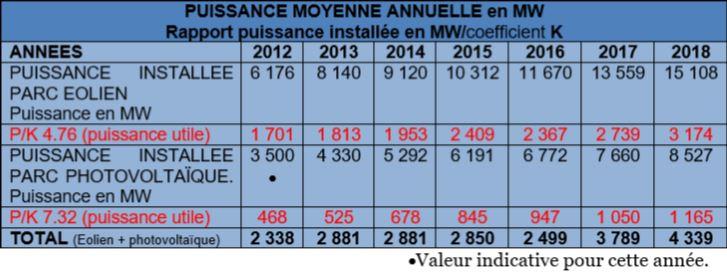 PUISSANCE MOYENNE ANNUELLE en MW
Rapport puissance installée en MW/coefficient K
ANNEES 2012 2013 2014 2015 2016 2017 2018
PUISSANCE INSTALLEE 6 176 8 140 9 120 10 312 11 670 13 559 15 108
PARC EOLIEN
Puissance en MW
P/K 4.76 (puissance utile) 1 701 1 813 1 953 2 409 2 367 2 739 3 174
PUISSANCE INSTALLEE 3 500 4 330 5 292 6 191 6 772 7 660 8 527
PARC PHOTOVOLTAÏQUE. •
Puissance en MW
P/K 7.32 (puissance utile) 468 525 678 845 947 1 050 1 165
TOTAL (Eolien + photovoltaïque) 2 338 2 881 2 881 2 850 2 499 3 789 4 339
•Valeur indicative pour cette année.